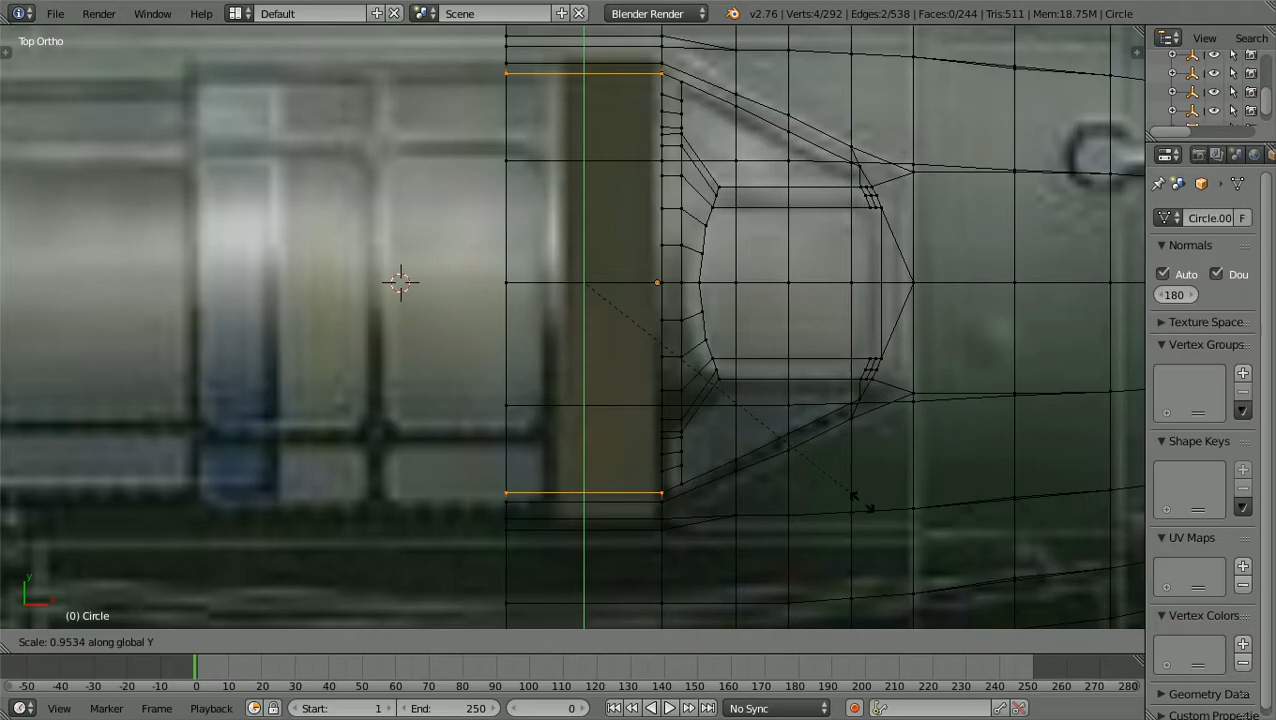 File Render Window Help Default Scene Blender Render v2.76 | Verts:4/292 | Edges:2/538 | Faces:0/244 | Tris:511 | Mem:18.75M | Circle
Top Ortho
View Search
Circle.00 F
Normals
Auto Dou
180
Texture Space
Vertex Groups
Shape Keys
UV Maps
Vertex Colors
Geometry Data
Custom Propertie
y
x
(0) Circle
Scale: 0.9534 along global Y
-50 -40 -30 -20 -10 0 10 20 30 40 50 60 70 80 90 100 110 120 130 140 150 160 170 180 190 200 210 220 230 240 250 260 270 280
View Marker Frame Playback Start: 1 End: 250 0 No Sync